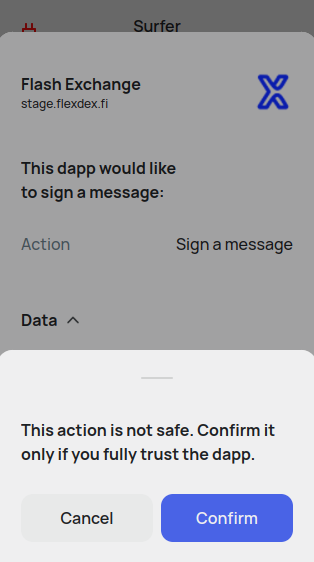 Surfer
Flash Exchange
stage.flexdex.fi
This dapp would like
to sign a message:
Action Sign a message
Data
This action is not safe. Confirm it
only if you fully trust the dapp.
Cancel Confirm